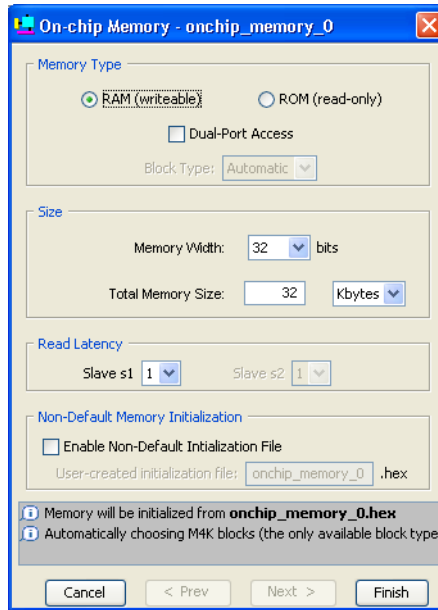 On-chip Memory - onchip_memory_0
Memory Type
RAM (writeable) ROM (read-only)
Dual-Port Access
Block Type: Automatic
Size
Memory Width: 32 bits
Total Memory Size: 32 Kbytes
Read Latency
Slave s1 1 Slave s2 1
Non-Default Memory Initialization
Enable Non-Default Intialization File
User-created initialization file: onchip_memory_0 .hex
Memory will be initialized from onchip_memory_0.hex
Automatically choosing M4K blocks (the only available block type
Cancel < Prev Next > Finish